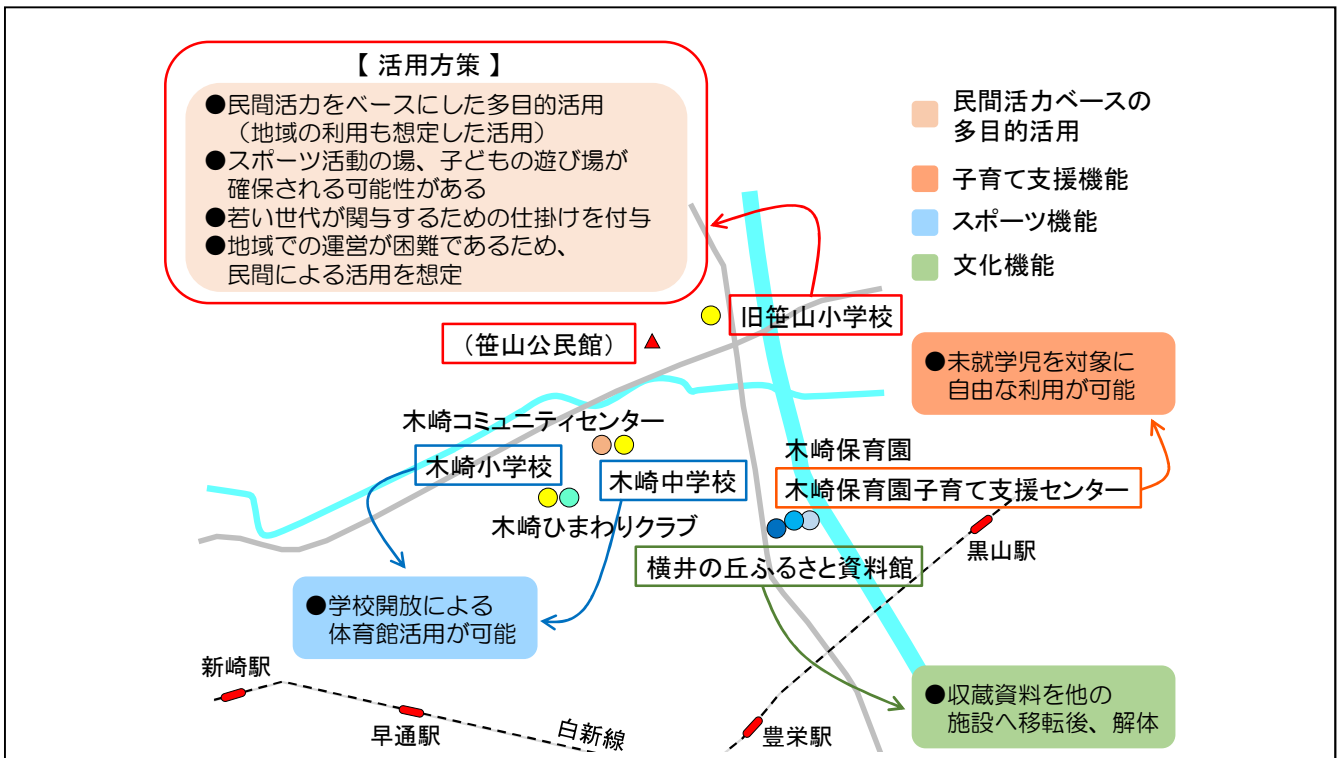 【 活用方策 】
●民間活力をベースにした多目的活用
（地域の利用も想定した活用）
●スポーツ活動の場、子どもの遊び場が
確保される可能性がある
●若い世代が関与するための仕掛けを付与
●地域での運営が困難であるため、
民間による活用を想定
民間活力ベースの
多目的活用
子育て支援機能
スポーツ機能
文化機能
旧笹山小学校
（笹山公民館）
●未就学児を対象に
自由な利用が可能
木崎コミュニティセンター
木崎小学校
木崎中学校
木崎保育園
木崎保育園子育て支援センター
木崎ひまわりクラブ
黒山駅
横井の丘ふるさと資料館
●学校開放による
体育館活用が可能
新崎駅
早通駅
白新線
豊栄駅
●収蔵資料を他の
施設へ移転後、解体